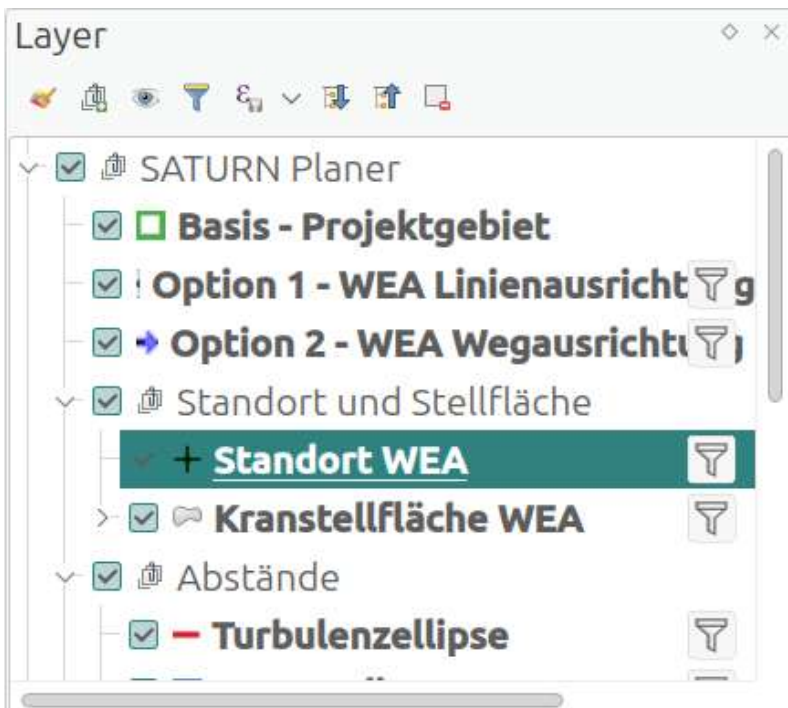 Layer
SATURN Planer
Basis - Projektgebiet
Option 1 - WEA Linienausricht g
Option 2 - WEA Wegausrichtu g
Standort und Stellfläche
Standort WEA
Kranstellfläche WEA
Abstände
Turbulenzellipse